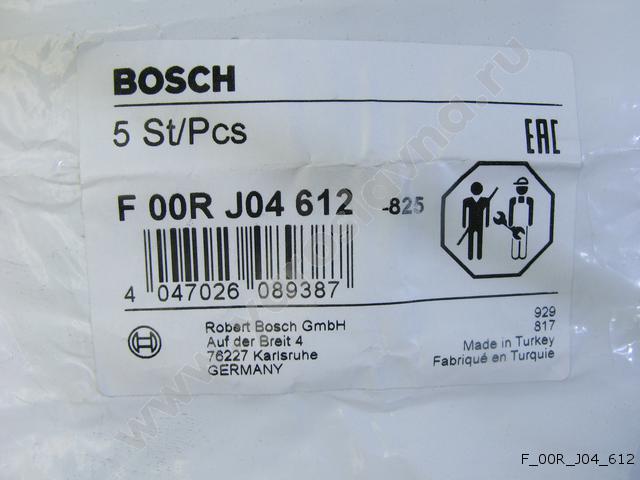 BOSCH
5 St/Pcs
EAC
F 00R J04 612 -825
4 047026 089387
Robert Bosch GmbH
Auf der Breit 4
76227 Karlsruhe
GERMANY
929
817
Made in Turkey
Fabriqué en Turquie
F_00R_J04_612